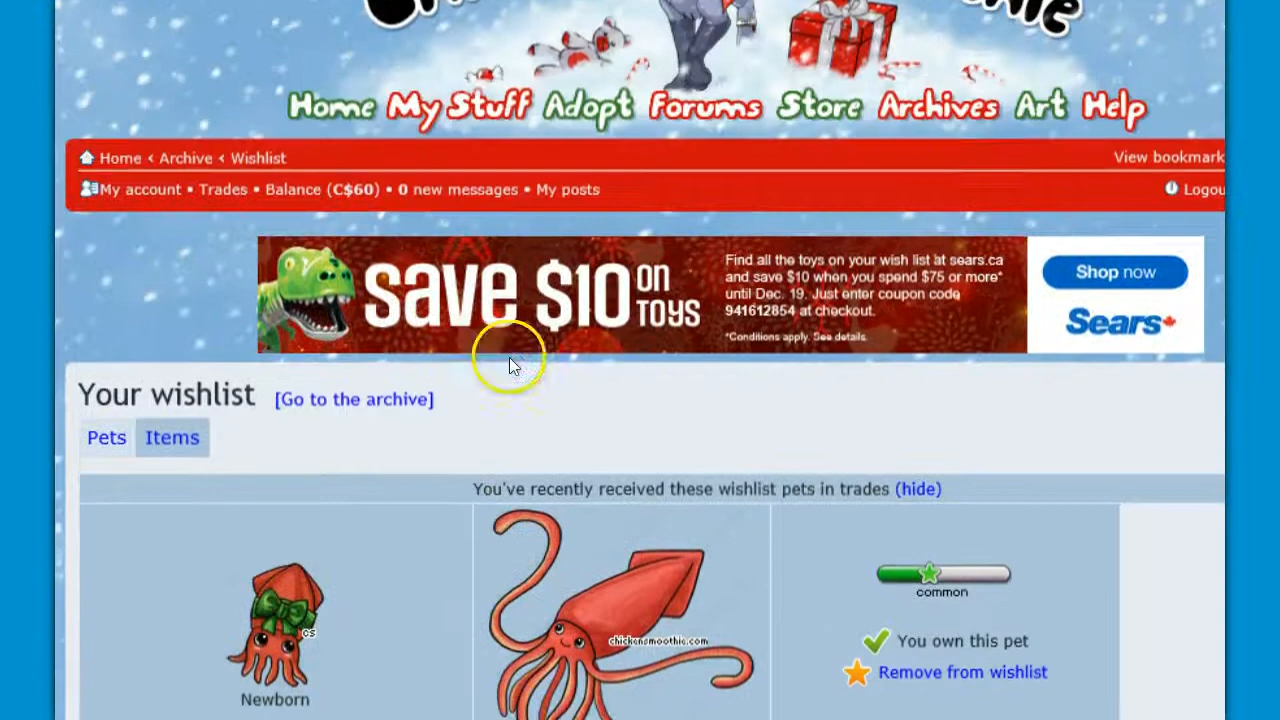 Home My Stuff Adopt Forums Store Archives Art Help
Home ‹ Archive ‹ Wishlist
View bookmark
My account • Trades • Balance (C$60) • 0 new messages • My posts
Logou
SAVE $10 ON TOYS
Find all the toys on your wish list at sears.ca
and save $10 when you spend $75 or more*
until Dec. 19. Just enter coupon code
941612854 at checkout.
*Conditions apply. See details.
Shop now
Sears
Your wishlist [Go to the archive]
Pets Items
You've recently received these wishlist pets in trades (hide)
cs
Newborn
chickensmoothie.com
common
You own this pet
Remove from wishlist